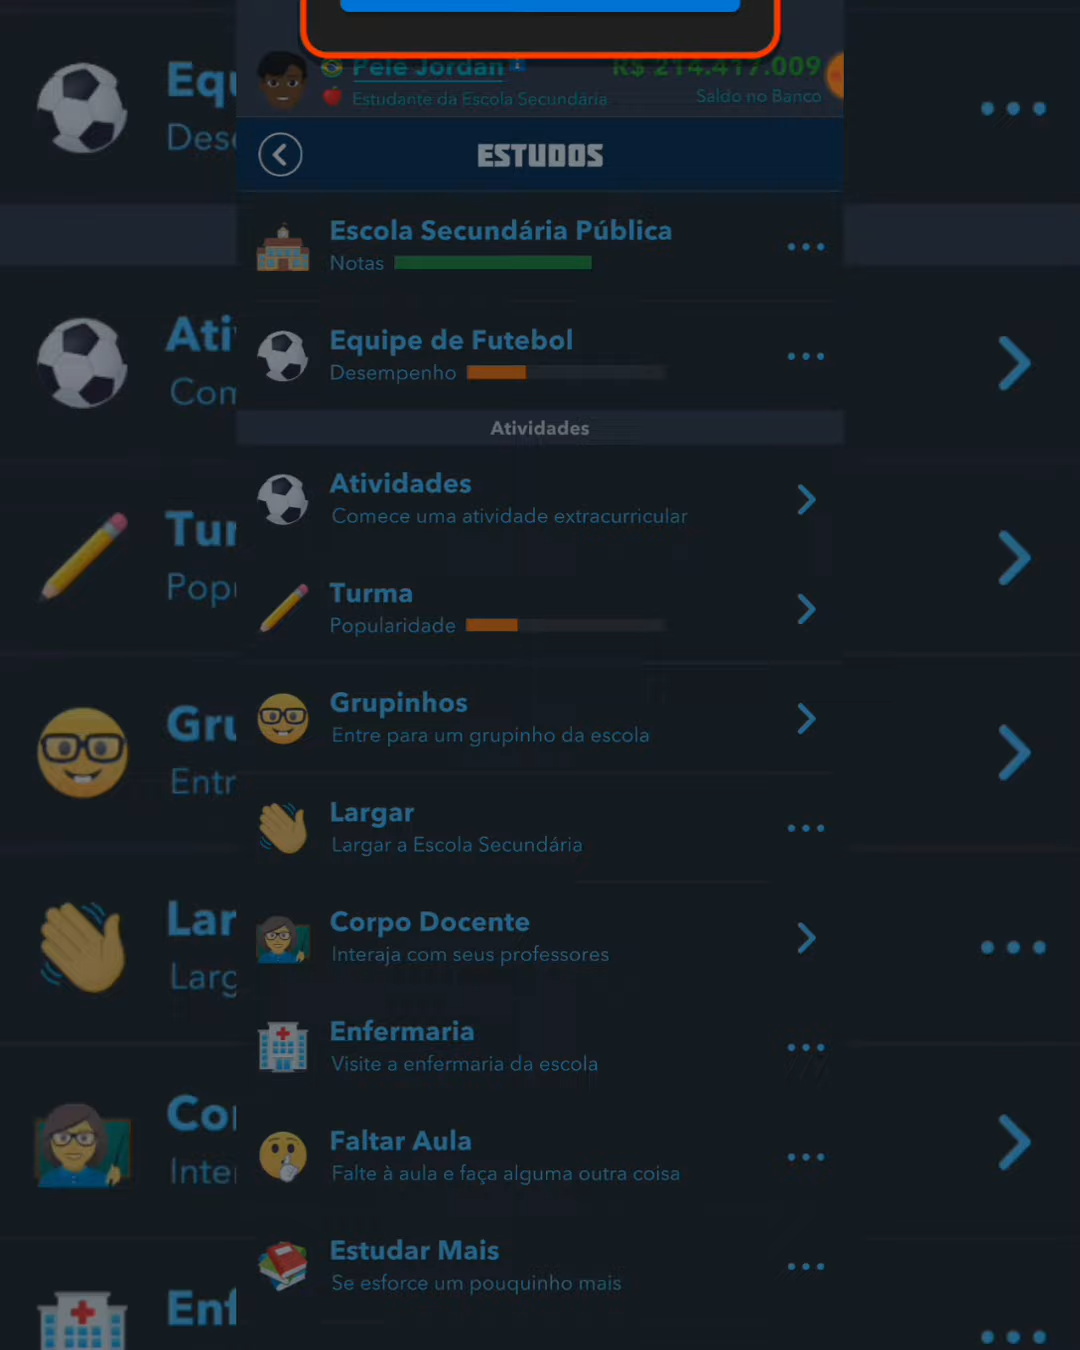 Pelé Jordan
R$ 214.417.009
Estudante da Escola Secundária
Saldo no Banco
ESTUDOS
Escola Secundária Pública
Notas
Equipe de Futebol
Desempenho
Atividades
Atividades
Comece uma atividade extracurricular
Turma
Popularidade
Grupinhos
Entre para um grupinho da escola
Largar
Largar a Escola Secundária
Corpo Docente
Interaja com seus professores
Enfermaria
Visite a enfermaria da escola
Faltar Aula
Falte à aula e faça alguma outra coisa
Estudar Mais
Se esforce um pouquinho mais